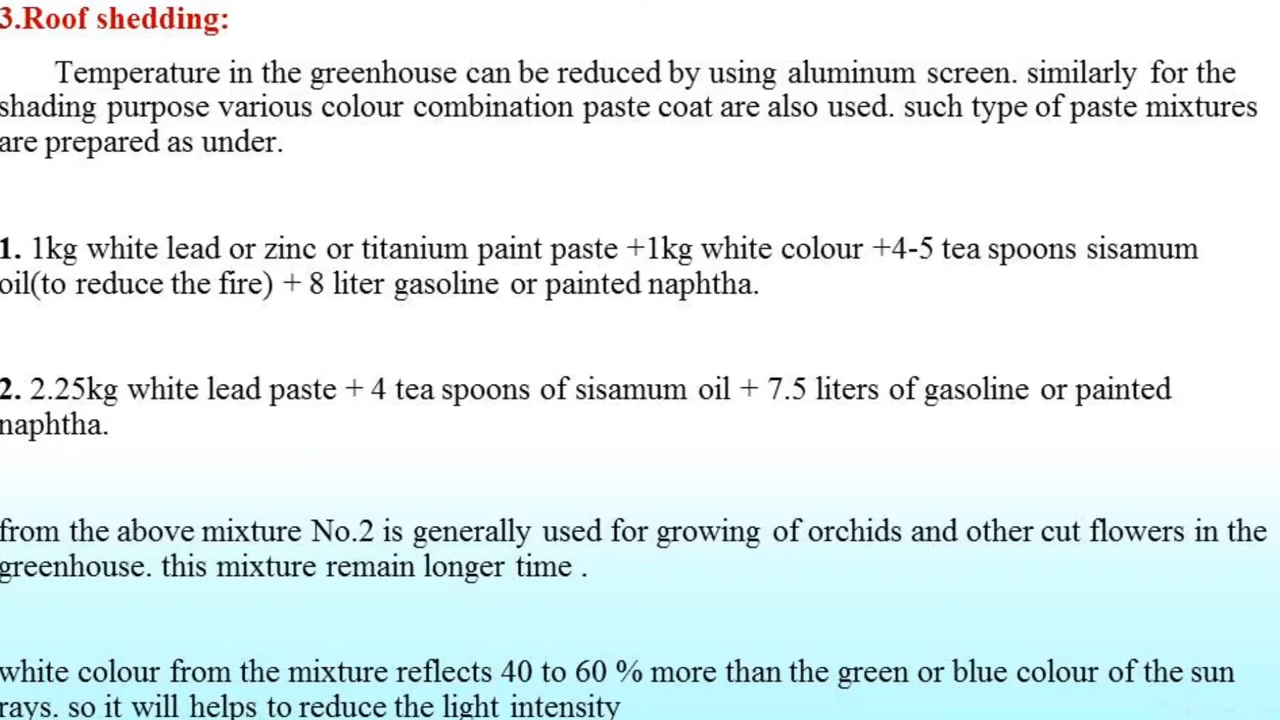 3.Roof shedding:
Temperature in the greenhouse can be reduced by using aluminum screen. similarly for the
shading purpose various colour combination paste coat are also used. such type of paste mixtures
are prepared as under.
1. 1kg white lead or zinc or titanium paint paste +1kg white colour +4-5 tea spoons sisamum
oil(to reduce the fire) + 8 liter gasoline or painted naphtha.
2. 2.25kg white lead paste + 4 tea spoons of sisamum oil + 7.5 liters of gasoline or painted
naphtha.
from the above mixture No.2 is generally used for growing of orchids and other cut flowers in the
greenhouse. this mixture remain longer time .
white colour from the mixture reflects 40 to 60 % more than the green or blue colour of the sun
rays. so it will helps to reduce the light intensity